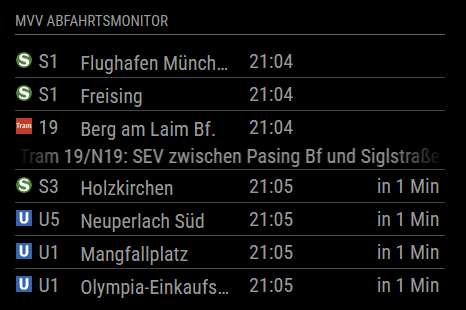 MVV ABFAHRTSMONITOR
S S1 Flughafen Münch… 21:04
S S1 Freising 21:04
Tram 19 Berg am Laim Bf. 21:04
Tram 19/N19: SEV zwischen Pasing Bf und Siglstraße
S S3 Holzkirchen 21:05 in 1 Min
U U5 Neuperlach Süd 21:05 in 1 Min
U U1 Mangfallplatz 21:05 in 1 Min
U U1 Olympia-Einkaufs… 21:05 in 1 Min